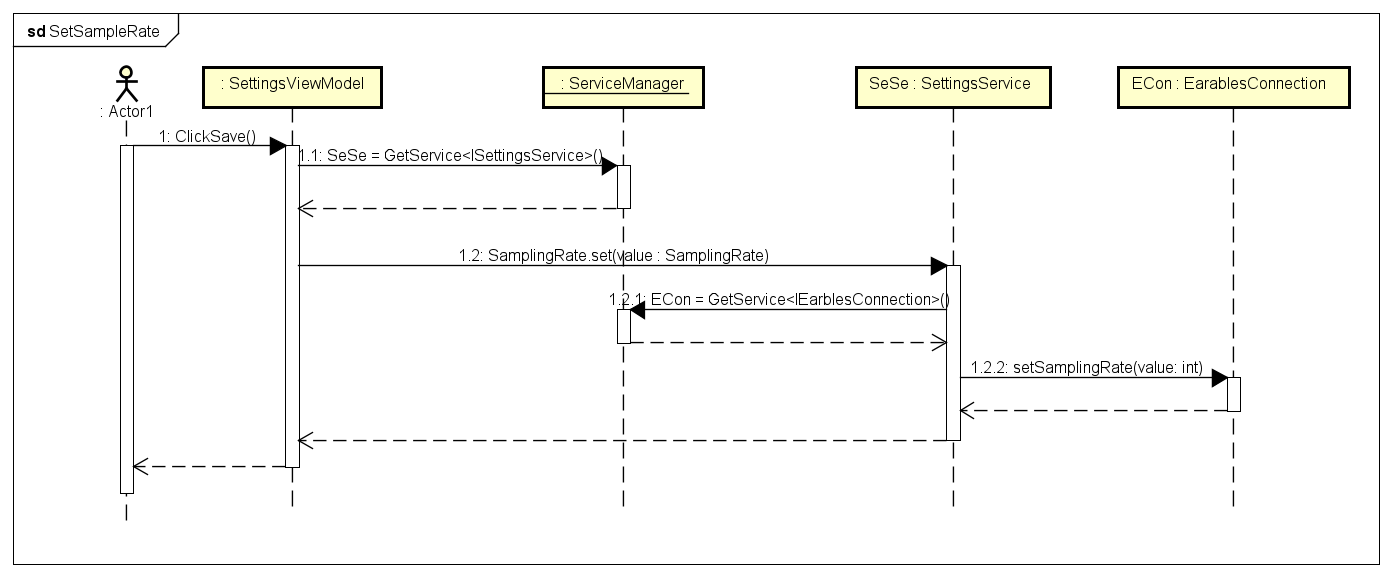 sd SetSampleRate
: SettingsViewModel
: ServiceManager
SeSe : SettingsService
ECon : EarablesConnection
: Actor1
1: ClickSave()
1.1: SeSe = GetService<ISettingsService>()
1.2: SamplingRate.set(value : SamplingRate)
1.2.1: ECon = GetService<IEarblesConnection>()
1.2.2: setSamplingRate(value: int)